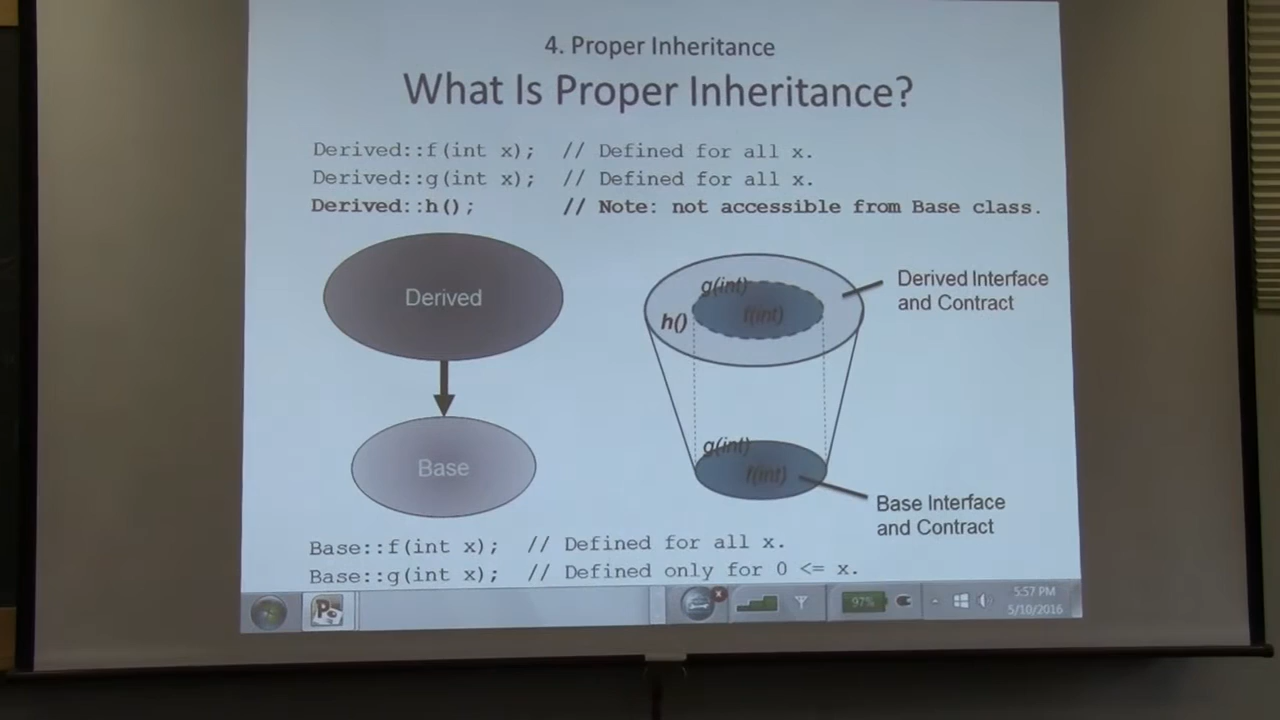 4. Proper Inheritance
What Is Proper Inheritance?
Derived::f(int x); // Defined for all x.
Derived::g(int x); // Defined for all x.
Derived::h(); // Note: not accessible from Base class.
Derived
g(int)
h()
f(int)
Derived Interface
and Contract
Base
g(int)
f(int)
Base Interface
and Contract
Base::f(int x); // Defined for all x.
Base::g(int x); // Defined only for 0 <= x.
97%
5:57 PM
5/10/2016